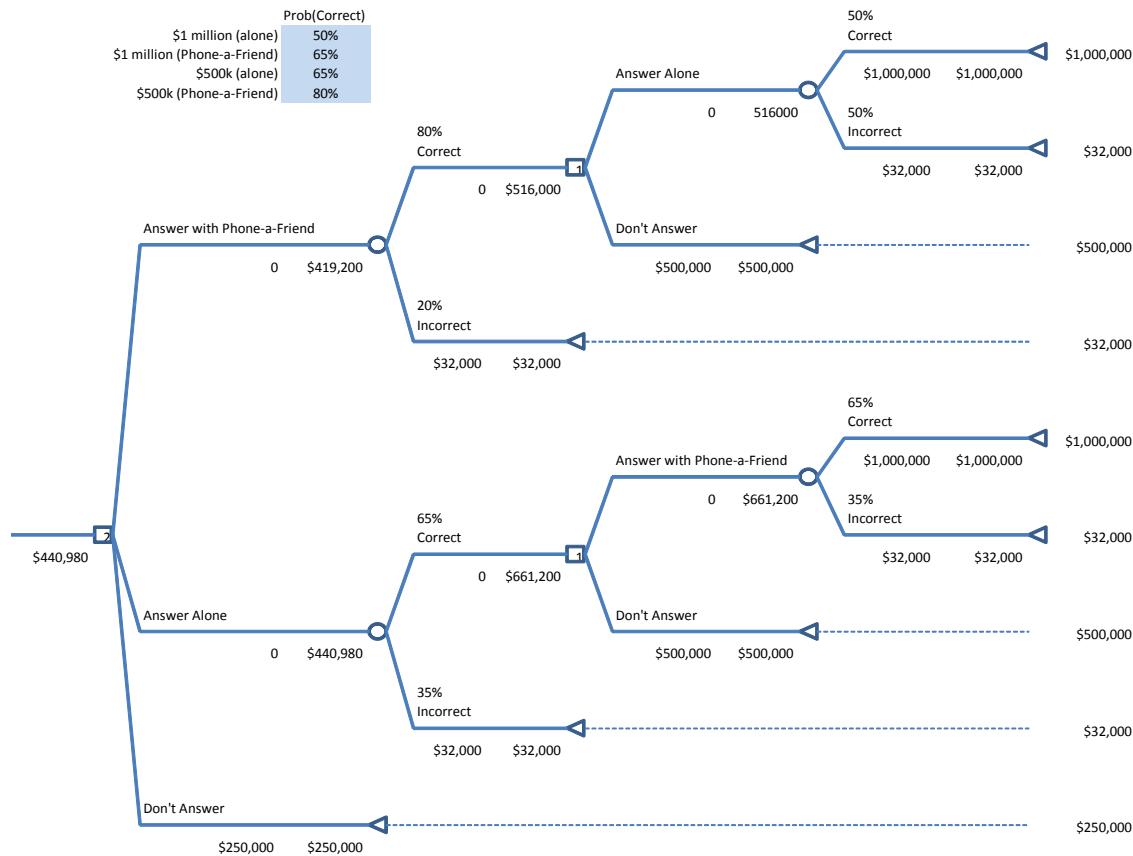 Prob(Correct)
$1 million (alone) 50%
$1 million (Phone-a-Friend) 65%
$500k (alone) 65%
$500k (Phone-a-Friend) 80%
50%
Correct
$1,000,000 $1,000,000
$1,000,000
Answer Alone
0 516000
50%
Incorrect
$32,000 $32,000
$32,000
80%
Correct
0 $516,000
1
Don't Answer
$500,000 $500,000
$500,000
Answer with Phone-a-Friend
0 $419,200
20%
Incorrect
$32,000 $32,000
$32,000
65%
Correct
$1,000,000 $1,000,000
$1,000,000
Answer with Phone-a-Friend
0 $661,200
35%
Incorrect
$32,000 $32,000
$32,000
65%
Correct
0 $661,200
1
2
$440,980
Don't Answer
$500,000 $500,000
$500,000
Answer Alone
0 $440,980
35%
Incorrect
$32,000 $32,000
$32,000
Don't Answer
$250,000 $250,000
$250,000